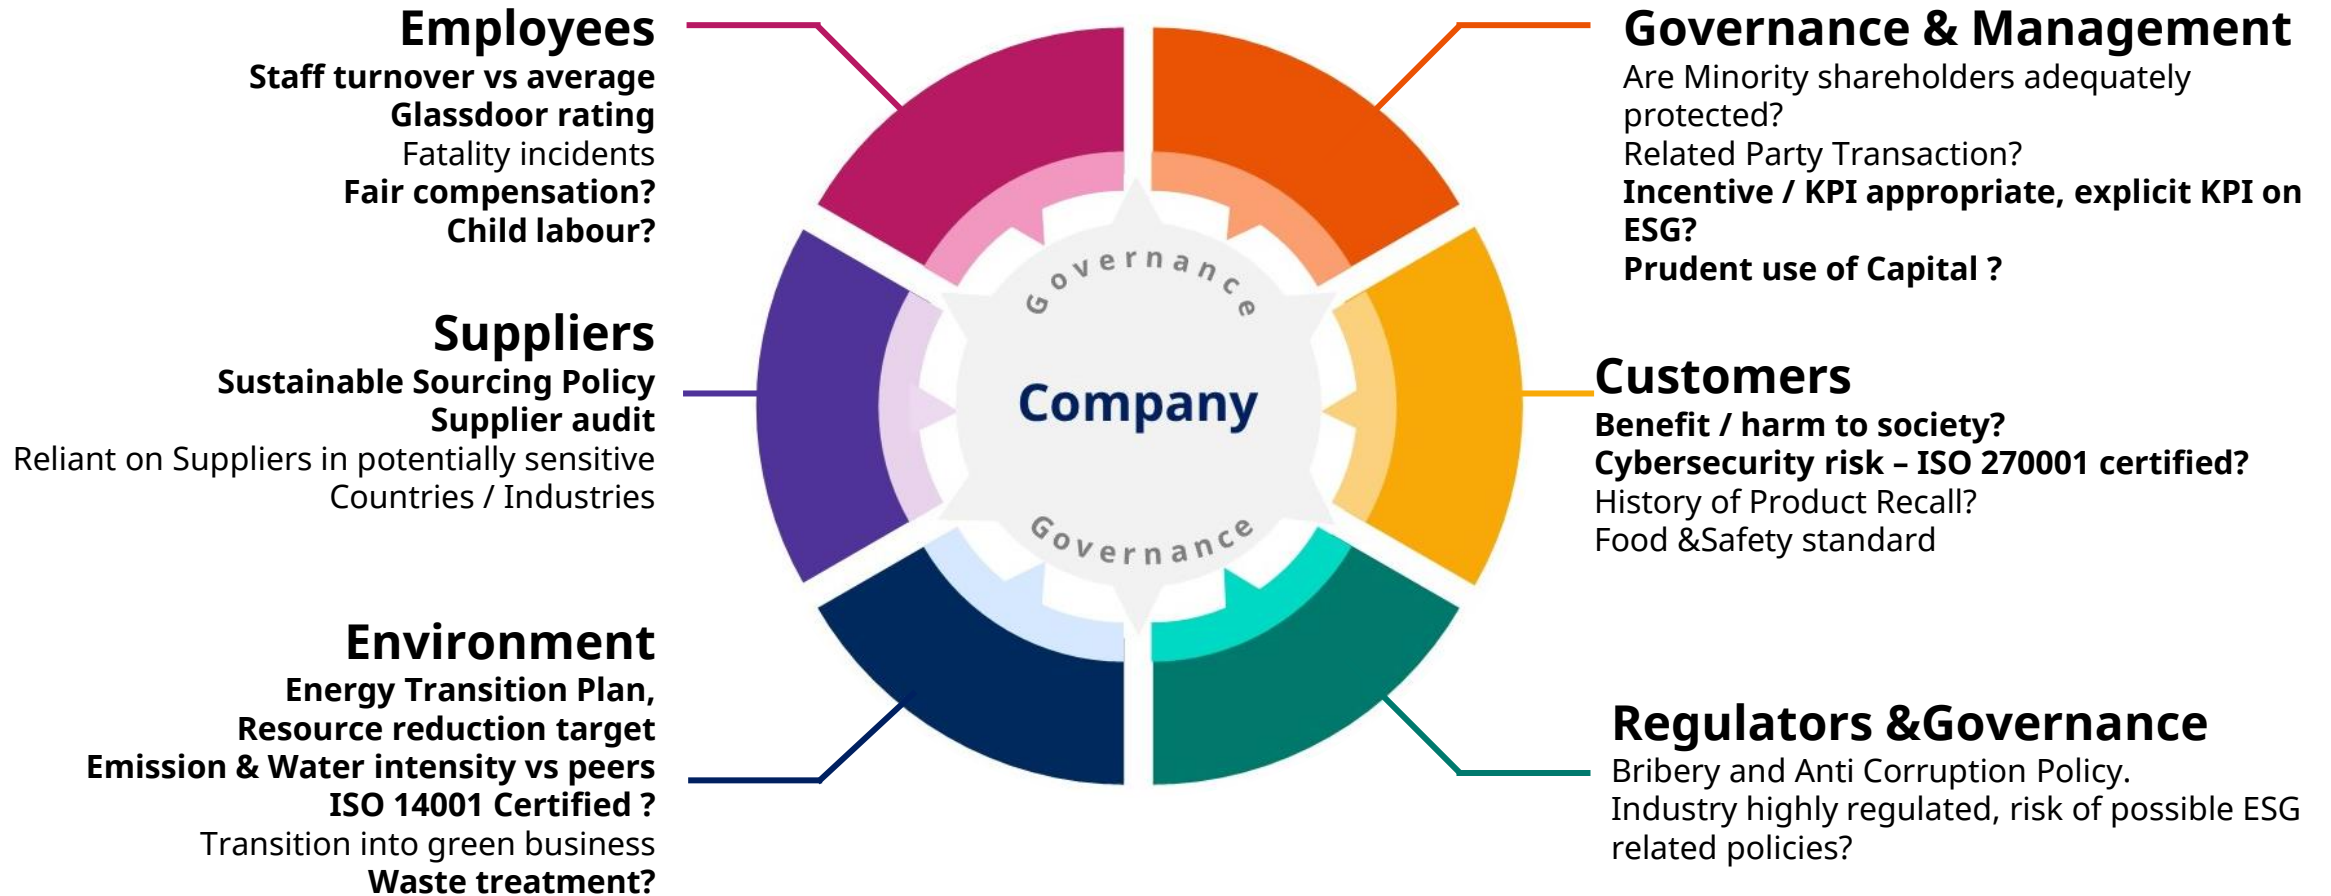 Employees
Staff turnover vs average
Glassdoor rating
Fatality incidents
Fair compensation?
Child labour?
Suppliers
Sustainable Sourcing Policy
Supplier audit
Reliant on Suppliers in potentially sensitive
Countries / Industries
Environment
Energy Transition Plan,
Resource reduction target
Emission & Water intensity vs peers
ISO 14001 Certified ?
Transition into green business
Waste treatment?
Governance
Company
Governance
Governance & Management
Are Minority shareholders adequately
protected?
Related Party Transaction?
Incentive / KPI appropriate, explicit KPI on
ESG?
Prudent use of Capital ?
Customers
Benefit / harm to society?
Cybersecurity risk – ISO 270001 certified?
History of Product Recall?
Food &Safety standard
Regulators &Governance
Bribery and Anti Corruption Policy.
Industry highly regulated, risk of possible ESG
related policies?